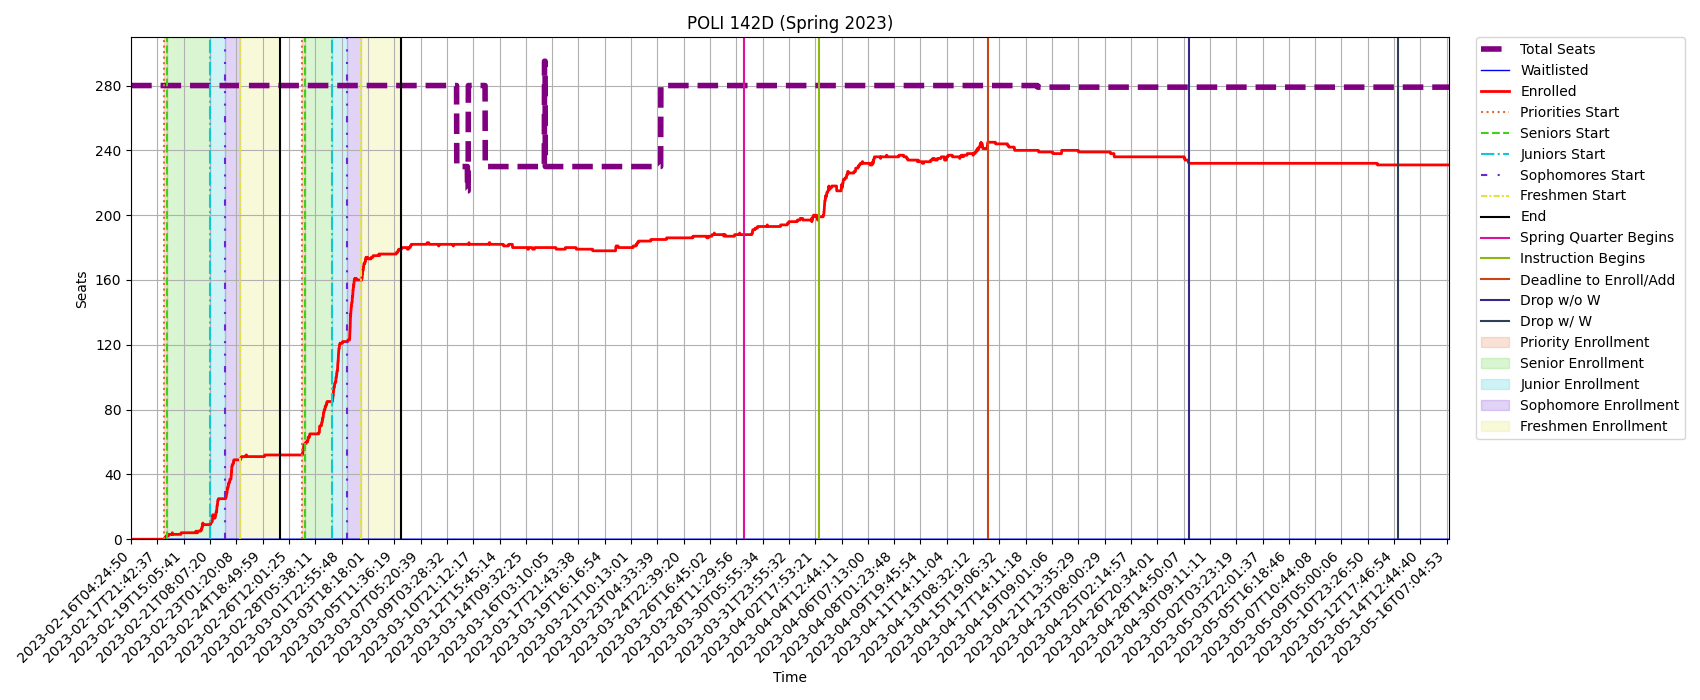 POLI 142D (Spring 2023)
Seats
280
240
200
160
120
80
40
0
2023-02-16T04:24:50
2023-02-17T21:42:37
2023-02-19T15:05:41
2023-02-21T08:07:20
2023-02-23T01:20:08
2023-02-24T18:49:59
2023-02-26T12:01:25
2023-02-28T05:38:11
2023-03-01T22:55:48
2023-03-03T18:18:01
2023-03-05T11:36:19
2023-03-07T05:20:39
2023-03-09T03:28:32
2023-03-10T21:12:17
2023-03-12T15:45:14
2023-03-14T09:32:25
2023-03-16T03:10:05
2023-03-17T21:43:38
2023-03-19T16:16:54
2023-03-21T10:13:01
2023-03-23T04:33:39
2023-03-24T22:39:20
2023-03-26T16:45:02
2023-03-28T11:29:56
2023-03-30T05:55:34
2023-03-31T23:55:32
2023-04-02T17:53:21
2023-04-04T12:44:11
2023-04-06T07:13:00
2023-04-08T01:23:48
2023-04-09T19:45:54
2023-04-11T14:11:04
2023-04-13T08:32:12
2023-04-15T19:06:32
2023-04-17T14:11:18
2023-04-19T09:01:06
2023-04-21T13:35:29
2023-04-23T08:00:29
2023-04-25T02:14:57
2023-04-26T20:34:01
2023-04-28T14:50:07
2023-04-30T09:11:11
2023-05-02T03:23:19
2023-05-03T22:01:37
2023-05-05T16:18:46
2023-05-07T10:44:08
2023-05-09T05:00:06
2023-05-10T23:26:50
2023-05-12T17:46:54
2023-05-14T12:44:40
2023-05-16T07:04:53
Time
Total Seats
Waitlisted
Enrolled
Priorities Start
Seniors Start
Juniors Start
Sophomores Start
Freshmen Start
End
Spring Quarter Begins
Instruction Begins
Deadline to Enroll/Add
Drop w/o W
Drop w/ W
Priority Enrollment
Senior Enrollment
Junior Enrollment
Sophomore Enrollment
Freshmen Enrollment